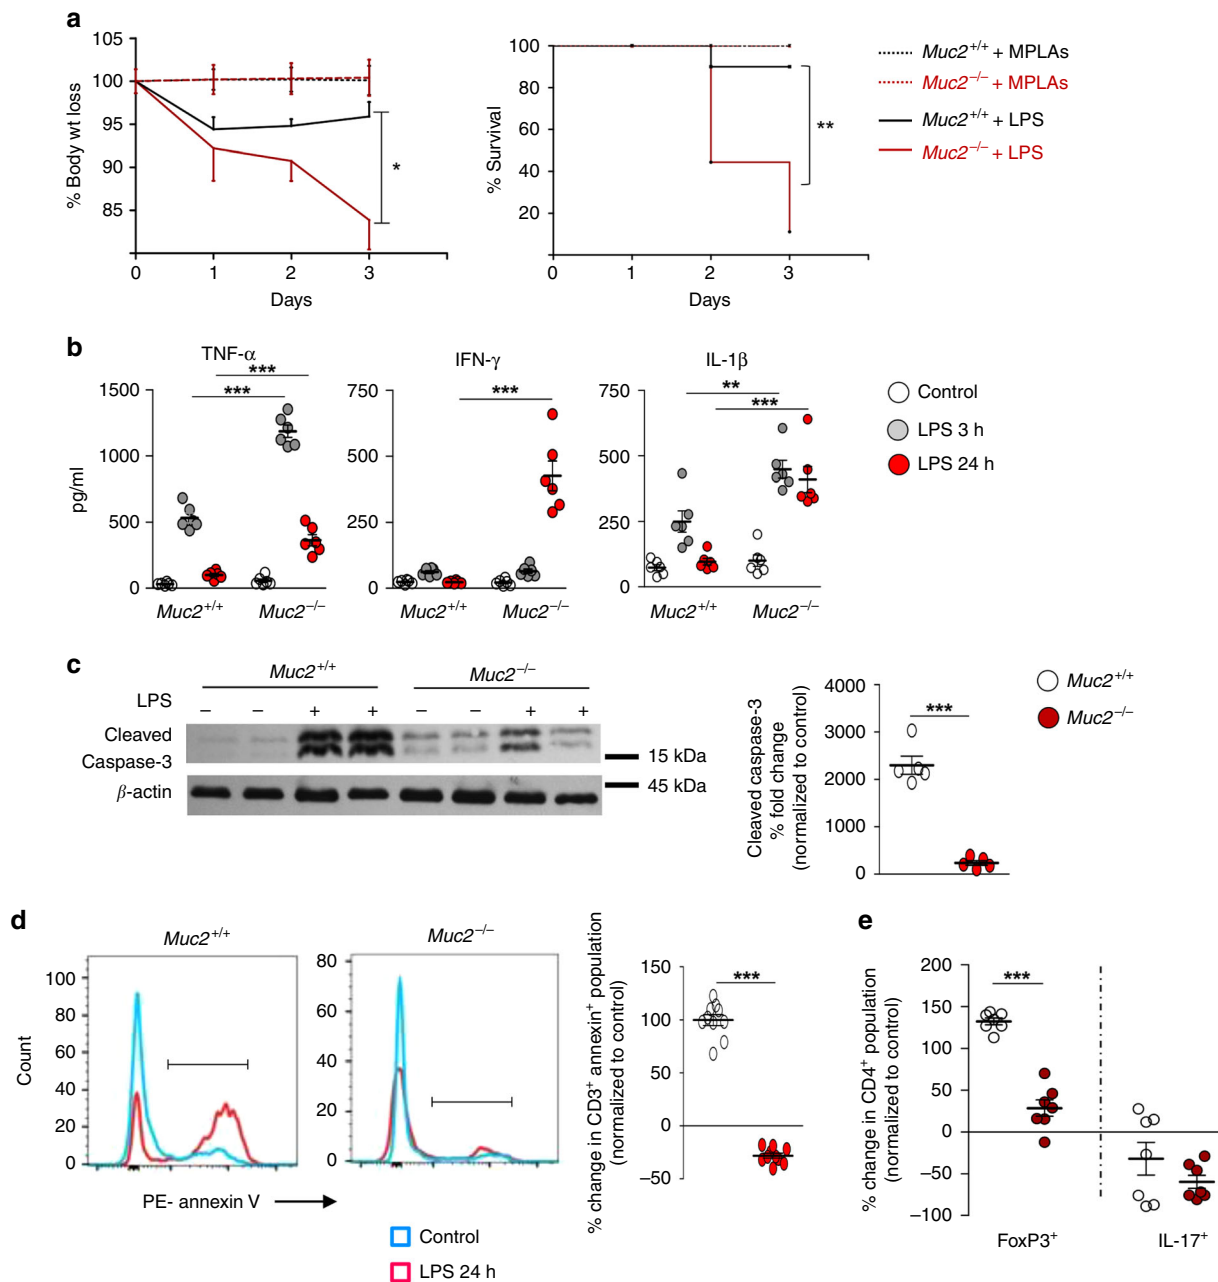 a
105
100
95
90
85
% Body wt loss
0 1 2 3
Days
*
100
80
60
40
20
% Survival
0 1 2 3
Days
**
Muc2+/+ + MPLAs
Muc2−/− + MPLAs
Muc2+/+ + LPS
Muc2−/− + LPS
b
TNF-α
***
***
1500
1000
500
0
pg/ml
Muc2+/+ Muc2−/−
IFN-γ
***
750
500
250
0
Muc2+/+ Muc2−/−
IL-1β
**
***
750
500
250
0
Muc2+/+ Muc2−/−
Control
LPS 3 h
LPS 24 h
c
Muc2+/+ Muc2−/−
LPS − − + + − − + +
Cleaved
Caspase-3
15 kDa
β-actin
45 kDa
4000
3000
2000
1000
0
Cleaved caspase-3
% fold change
(normalized to control)
***
Muc2+/+
Muc2−/−
d
Muc2+/+
100
80
60
40
20
0
Count
Muc2−/−
80
60
40
20
0
PE- annexin V
Control
LPS 24 h
150
100
50
0
−50
% change in CD3+ annexin+ population
(normalized to control)
***
e
200
150
100
50
0
−50
−100
% change in CD4+ population
(normalized to control)
***
FoxP3+ IL-17+